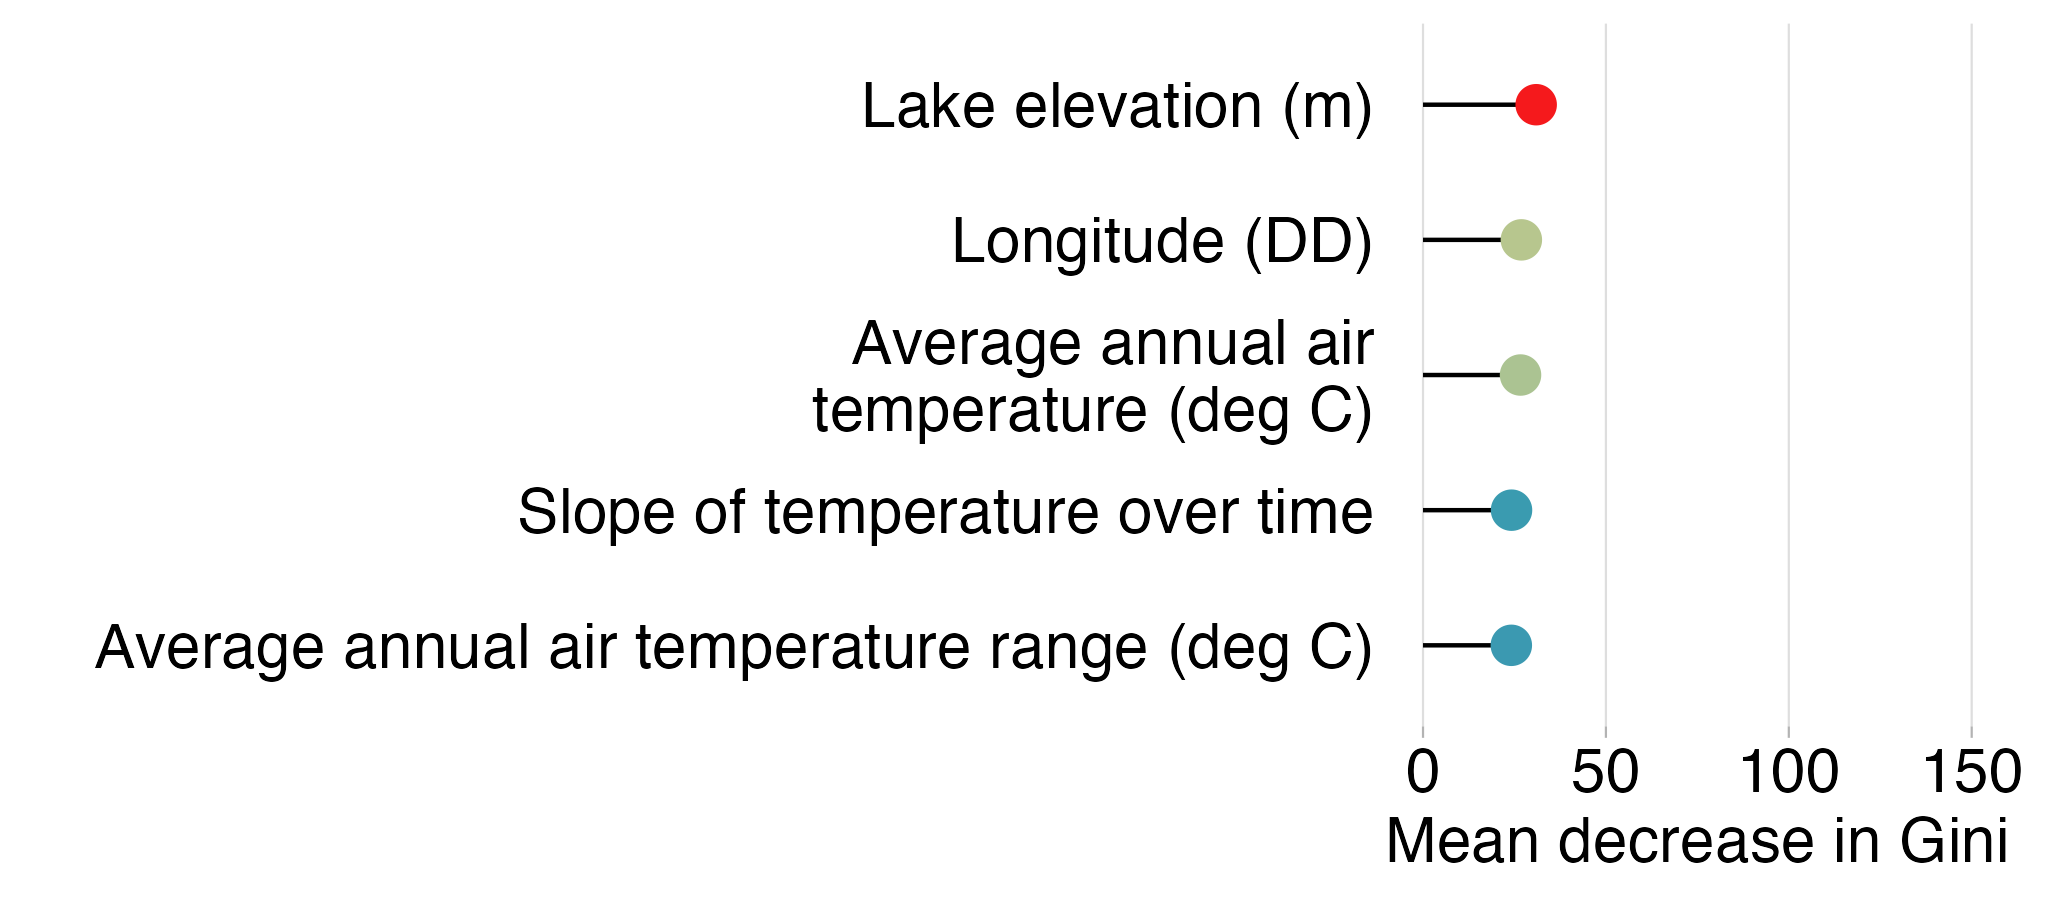 Lake elevation (m)
Longitude (DD)
Average annual air
temperature (deg C)
Slope of temperature over time
Average annual air temperature range (deg C)
0 50 100 150
Mean decrease in Gini